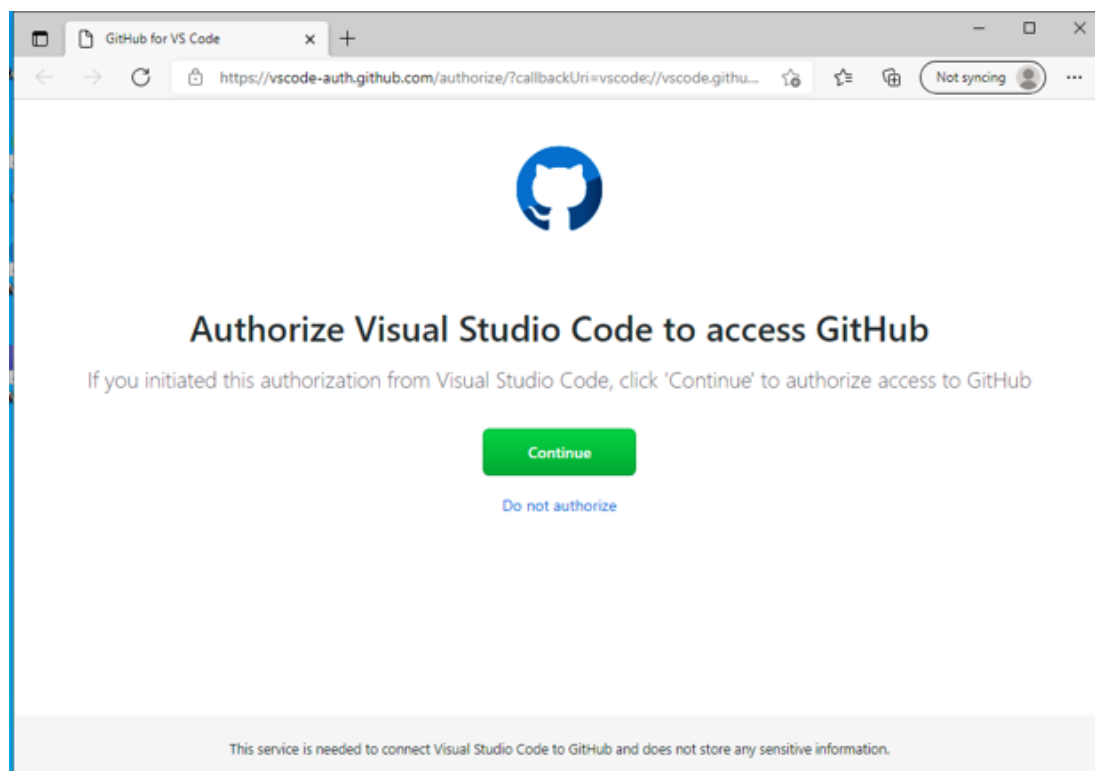 GitHub for VS Code
https://vscode-auth.github.com/authorize/?callbackUri=vscode://vscode.githu...
Not syncing
Authorize Visual Studio Code to access GitHub
If you initiated this authorization from Visual Studio Code, click 'Continue' to authorize access to GitHub
Continue
Do not authorize
This service is needed to connect Visual Studio Code to GitHub and does not store any sensitive information.